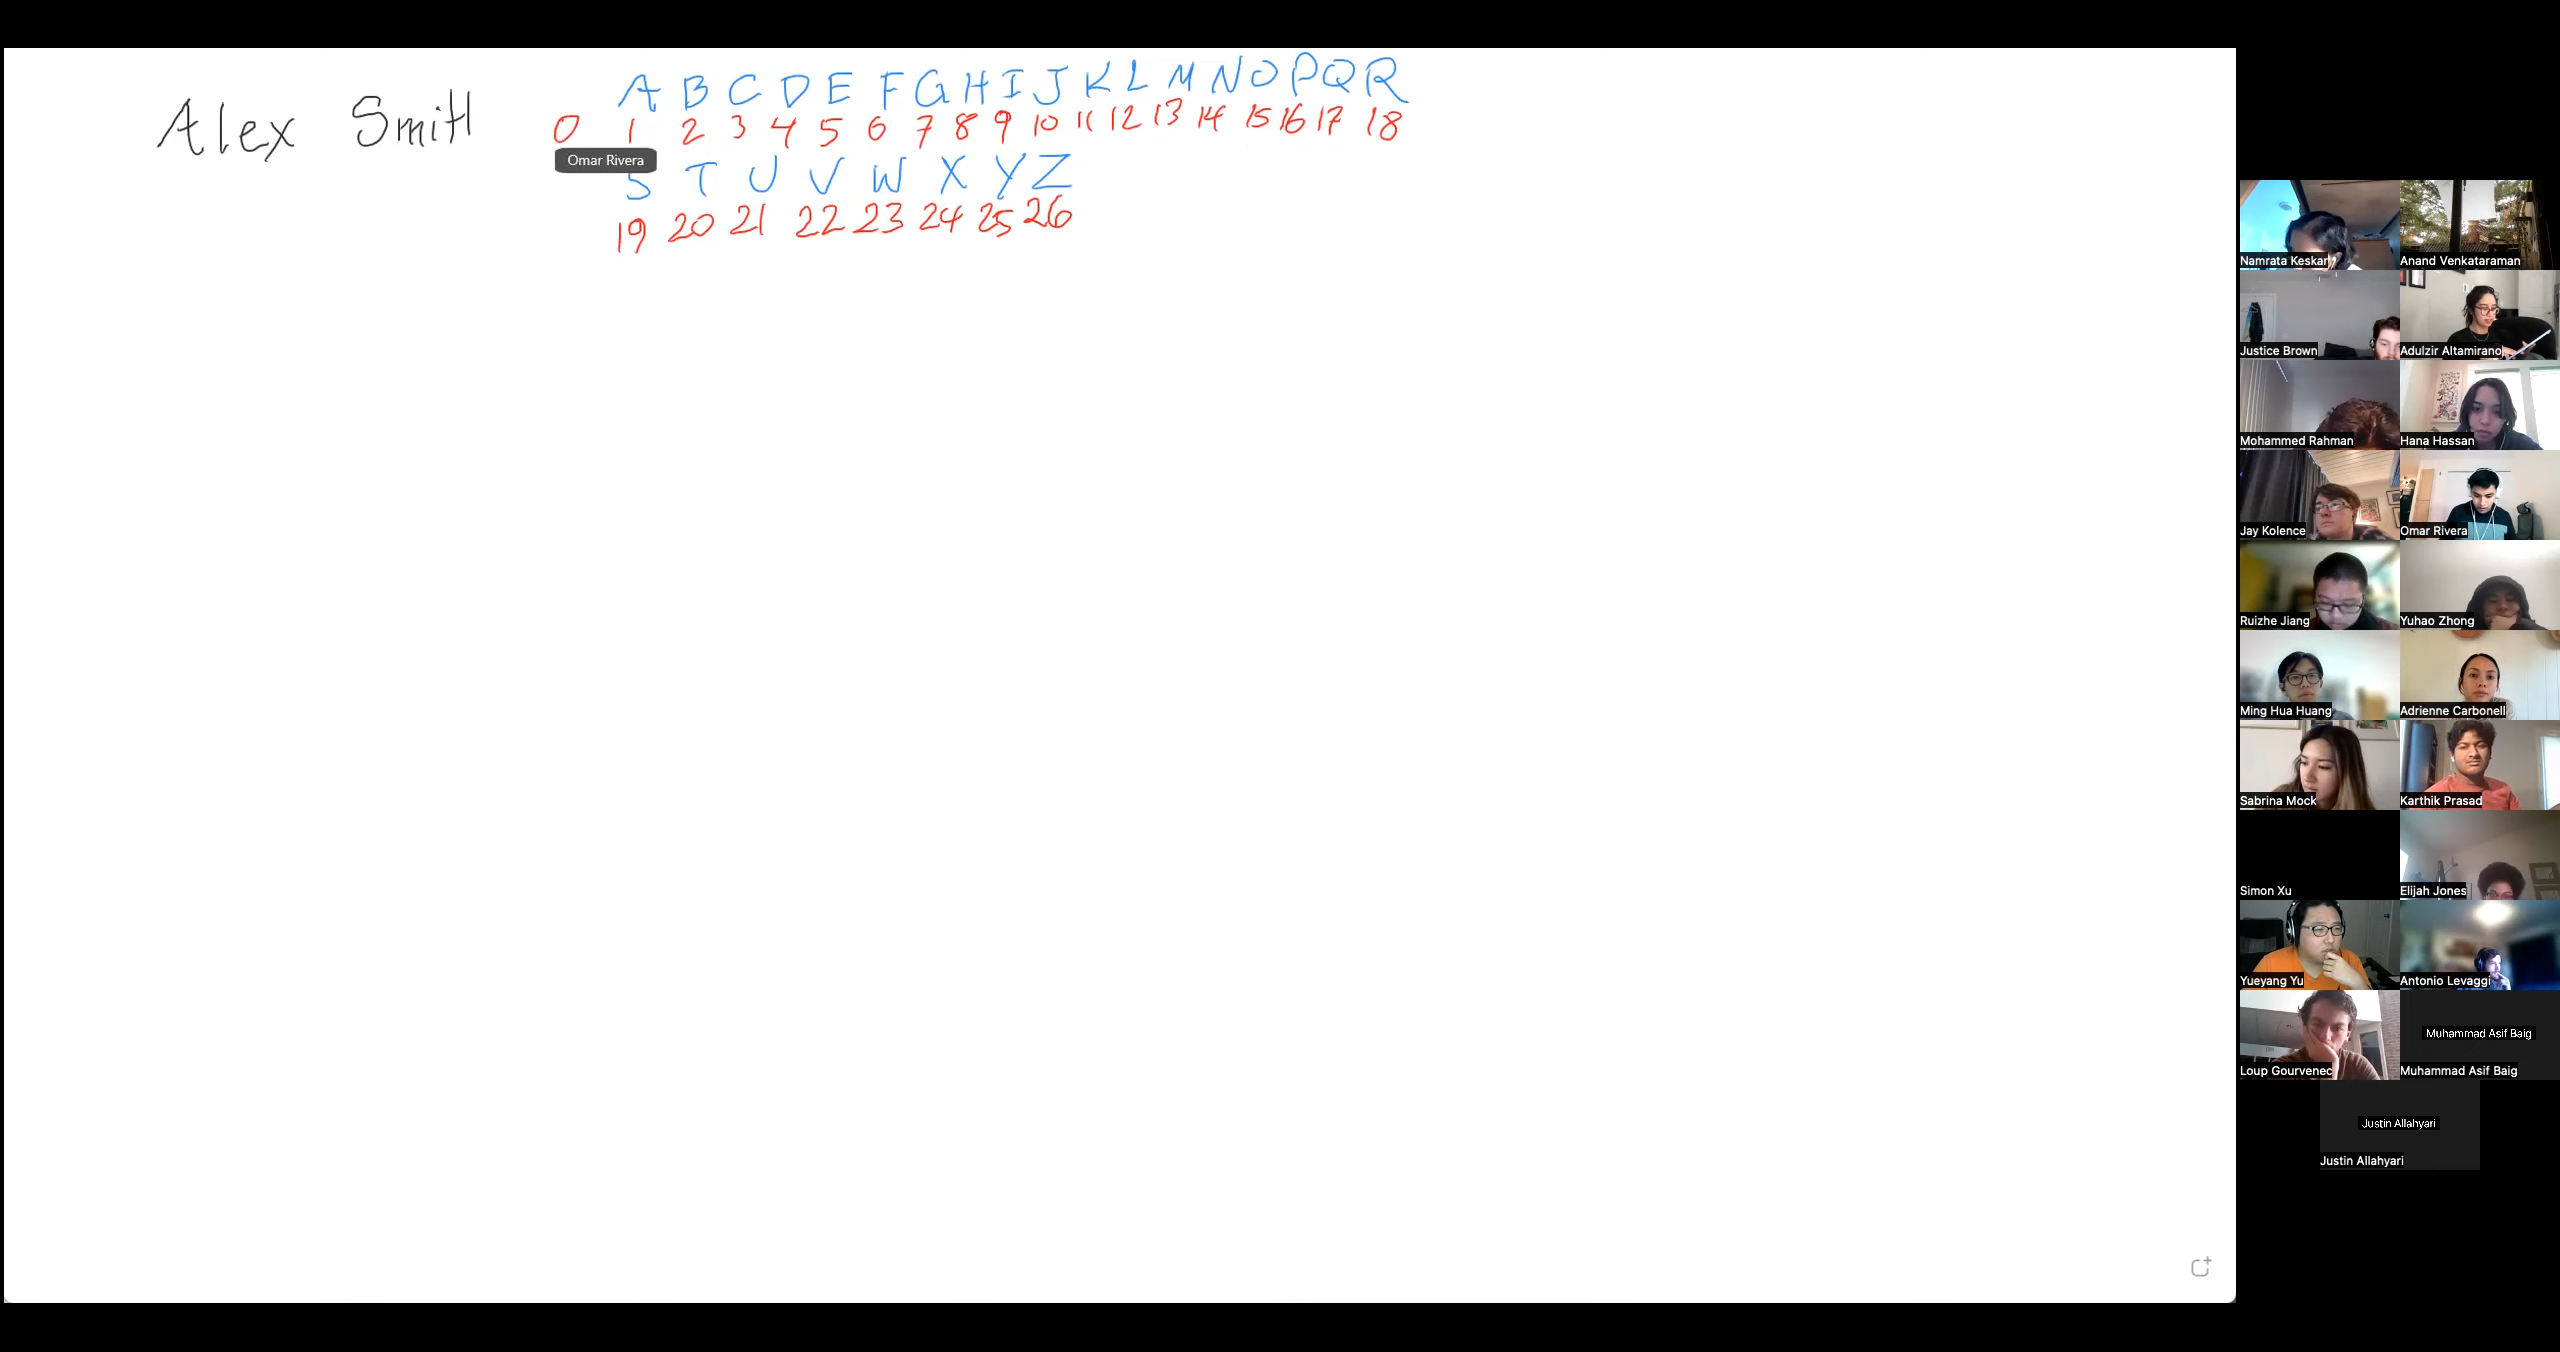 A B C D E F G H I J K L M N O P Q R
Alex Smith
0 1 2 3 4 5 6 7 8 9 10 11 12 13 14 15 16 17 18
Omar Rivera
S T U V W X Y Z
19 20 21 22 23 24 25 26
Namrata Keskar
Anand Venkataraman
Justice Brown
Adulzir Altamirano
Mohammed Rahman
Hana Hassan
Jay Kolence
Omar Rivera
Ruizhe Jiang
Yuhao Zhong
Ming Hua Huang
Adrienne Carbonell
Sabrina Mock
Karthik Prasad
Simon Xu
Elijah Jones
Yueyang Yu
Antonio Levaggi
Loup Gourvenec
Muhammad Asif Baig
Muhammad Asif Baig
Justin Allahyari
Justin Allahyari